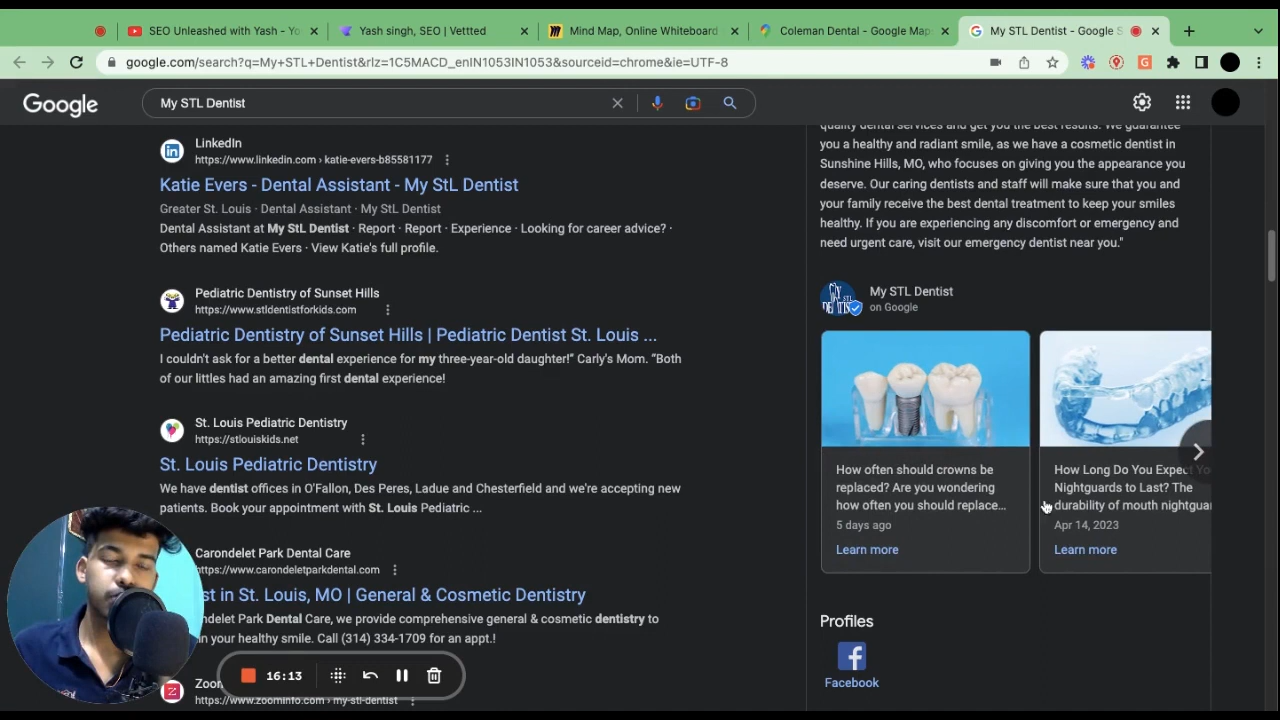 SEO Unleashed with Yash - Yo
Yash singh, SEO | Vettted
Mind Map, Online Whiteboard
Coleman Dental - Google Map
My STL Dentist - Google S
google.com/search?q=My+STL+Dentist&rlz=1C5MACD_enIN1053IN1053&sourceid=chrome&ie=UTF-8
Google
My STL Dentist
LinkedIn
https://www.linkedin.com › katie-evers-b85581177
Katie Evers - Dental Assistant - My StL Dentist
Greater St. Louis · Dental Assistant · My StL Dentist
Dental Assistant at My StL Dentist · Report · Report · Experience · Looking for career advice? ·
Others named Katie Evers · View Katie's full profile.
Pediatric Dentistry of Sunset Hills
https://www.stldentistforkids.com
Pediatric Dentistry of Sunset Hills | Pediatric Dentist St. Louis ...
I couldn't ask for a better dental experience for my three-year-old daughter!” Carly's Mom. “Both
of our littles had an amazing first dental experience!
St. Louis Pediatric Dentistry
https://stlouiskids.net
St. Louis Pediatric Dentistry
We have dentist offices in O'Fallon, Des Peres, Ladue and Chesterfield and we're accepting new
patients. Book your appointment with St. Louis Pediatric ...
Carondelet Park Dental Care
https://www.carondeletparkdental.com
st in St. Louis, MO | General & Cosmetic Dentistry
ndelet Park Dental Care, we provide comprehensive general & cosmetic dentistry to
in your healthy smile. Call (314) 334-1709 for an appt.!
Zoom
https://www.zoominfo.com › my-stl-dentist
16:13
quality dental services and get you the best results. We guarantee
you a healthy and radiant smile, as we have a cosmetic dentist in
Sunshine Hills, MO, who focuses on giving you the appearance you
deserve. Our caring dentists and staff will make sure that you and
your family receive the best dental treatment to keep your smiles
healthy. If you are experiencing any discomfort or emergency and
need urgent care, visit our emergency dentist near you."
My STL Dentist
on Google
How often should crowns be
replaced? Are you wondering
how often you should replace...
5 days ago
Learn more
How Long Do You Expect Yo
Nightguards to Last? The
durability of mouth nightguar
Apr 14, 2023
Learn more
Profiles
Facebook